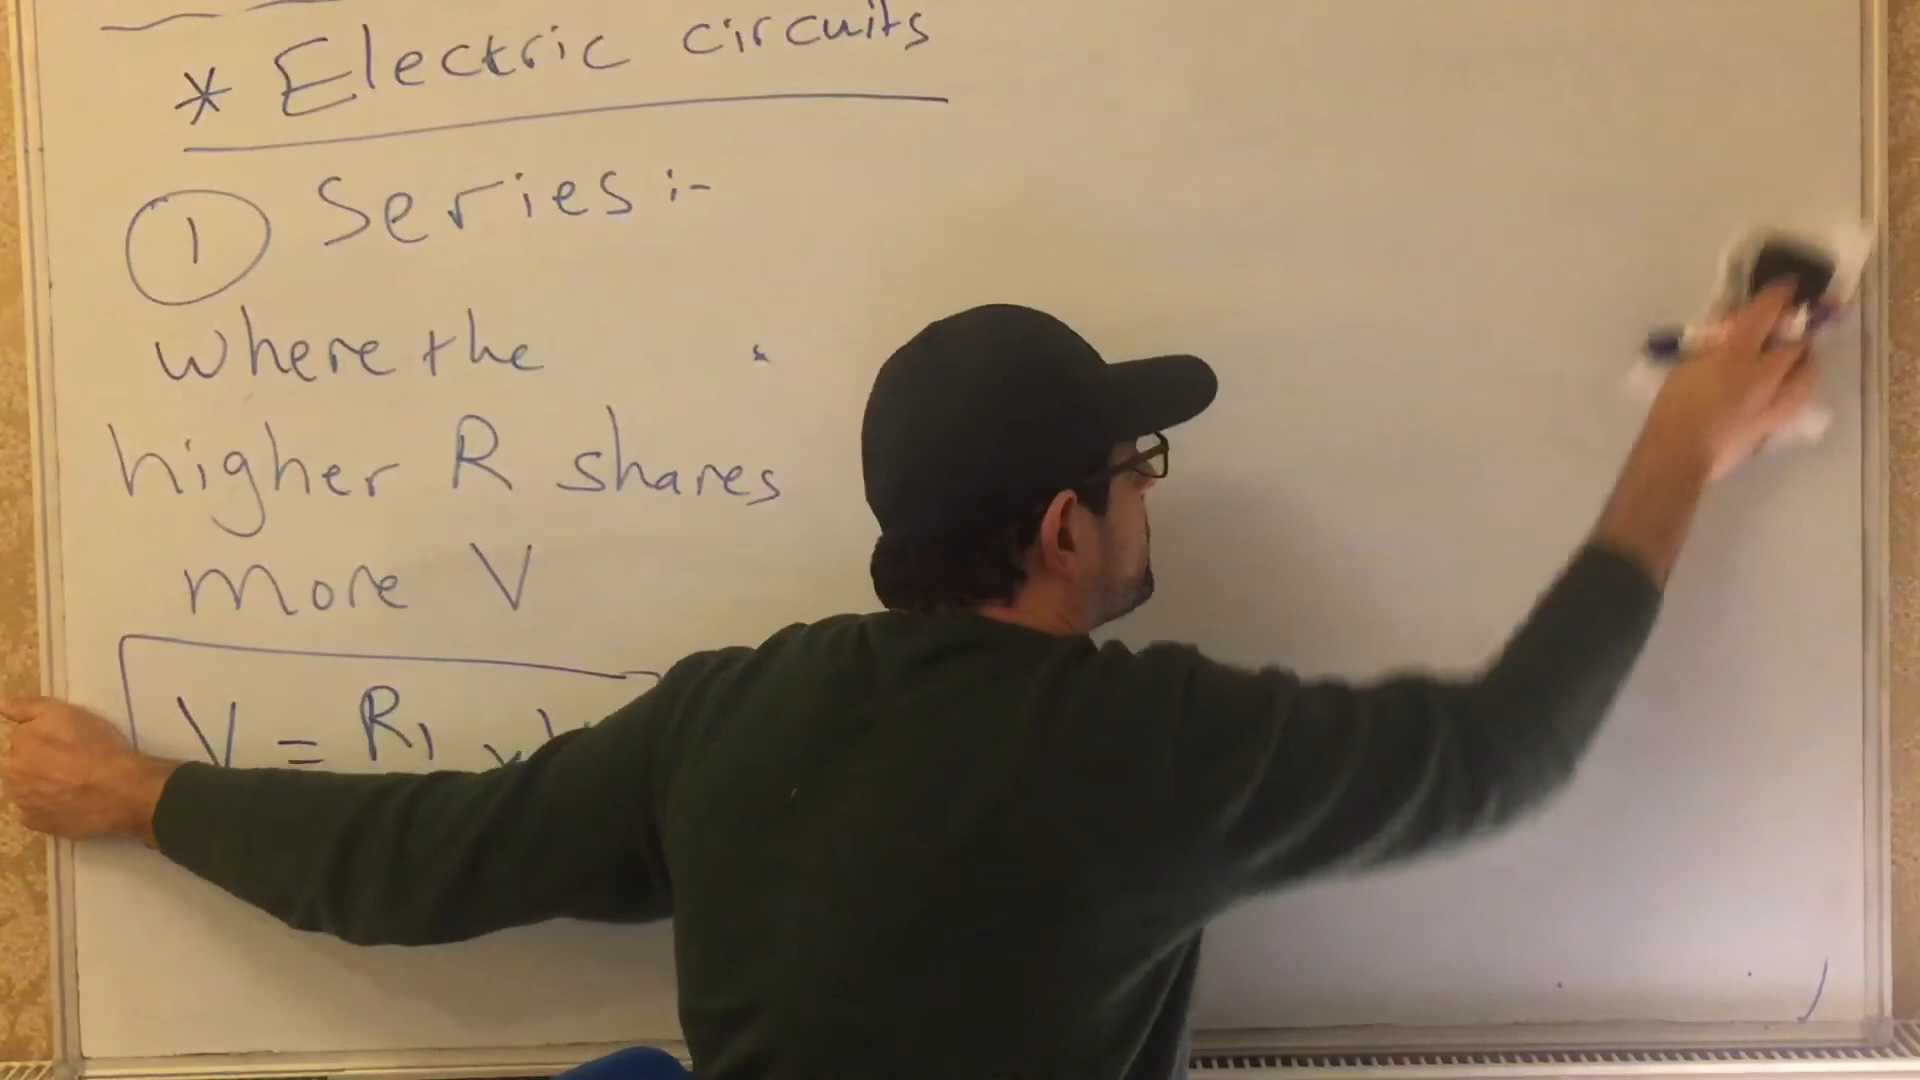 * Electric circuits
1 Series :-
where the
higher R shares
more V
V = R1